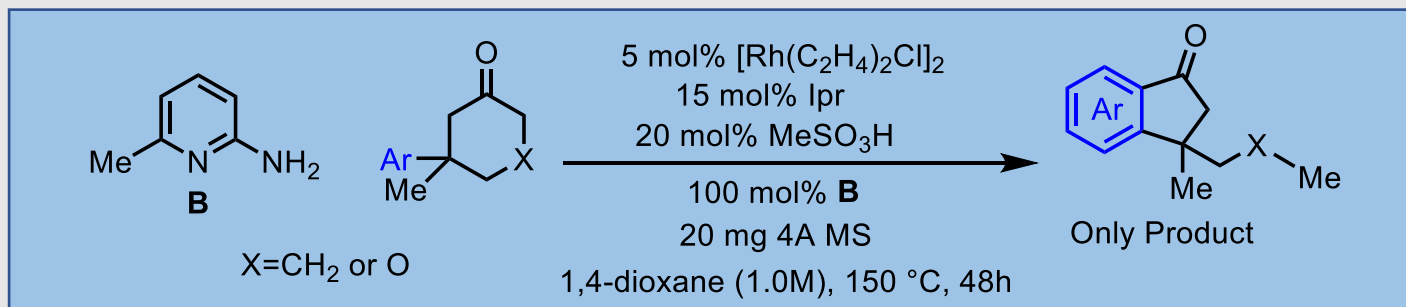 O
Me
N
NH2
B
O
Ar
Me
X
X=CH2 or O
5 mol% [Rh(C2H4)2Cl]2
15 mol% Ipr
20 mol% MeSO3H
100 mol% B
20 mg 4A MS
1,4-dioxane (1.0M), 150 °C, 48h
Ar
X
Me
Me
Only Product